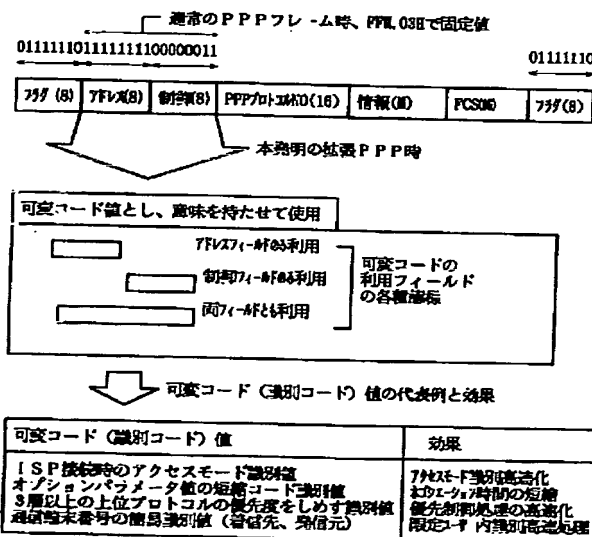 通常のPPPフレーム時、FFH,03Hで固定値
011111101111111100000011
01111110
フラグ(8) アドレス(8) 制御(8) PPPプロトコルID(16) 情報(N) FCS(16) フラグ(8)
本発明の拡張PPP時
可変コード値とし、意味を持たせて使用
アドレスフィールドのみ利用
制御フィールドのみ利用
両フィールドとも利用
可変コードの
利用フィールド
の各種
可変コード(識別コード)値の代表例と効果
可変コード(識別コード)値 効果
ISP接続時のアクセスモード識別値 アクセスモード識別高速化
オプションパラメータ値の短縮コード識別値 ネゴシエーション時間の短縮
3層以上の上位プロトコルの優先度をしめす識別値 優先制御処理の高速化
通信端末番号の簡易識別値(着信先、発信元) 限定ユーザ内識別高速処理